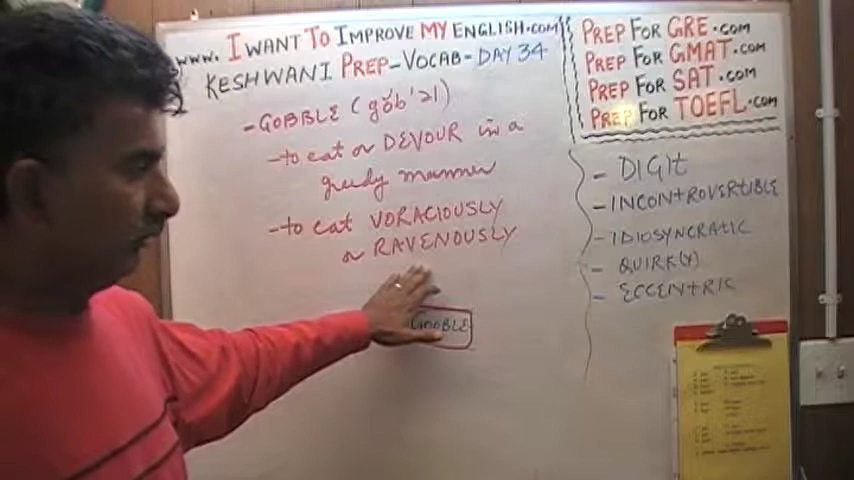 www. I WANT TO IMPROVE MY ENGLISH.COM
KESHWANI PREP-VOCAB-DAY 34
- GOBBLE (gób'əl)
- to eat or DEVOUR in a
greedy manner
- to eat VORACIOUSLY
or RAVENOUSLY
PREP FOR GRE.COM
PREP FOR GMAT.COM
PREP FOR SAT.COM
PREP FOR TOEFL.COM
- DIGIT
- INCONTROVERTIBLE
- IDIOSYNCRATIC
- QUIRK(Y)
- ECCENTRIC